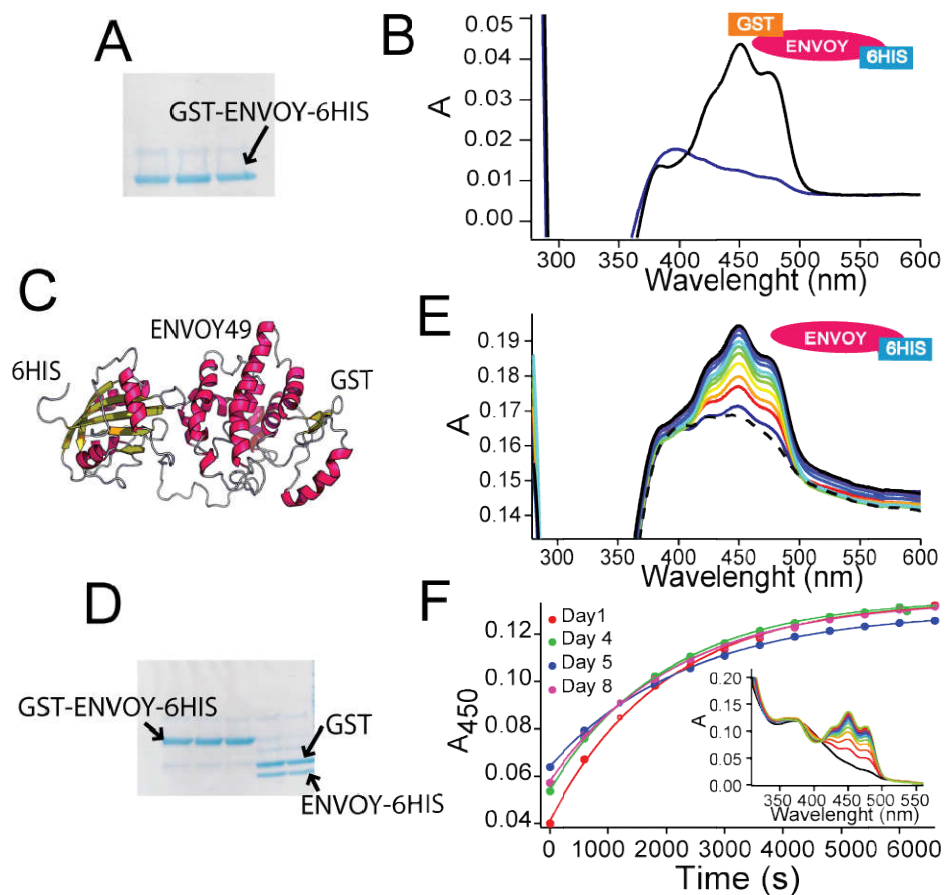 A
GST-ENVOY-6HIS
B
GST
ENVOY
6HIS
A
0.05
0.04
0.03
0.02
0.01
0.00
300
400
450
500
550
600
Wavelenght (nm)
C
6HIS
ENVOY49
GST
E
ENVOY
6HIS
A
0.19
0.18
0.17
0.16
0.15
0.14
300
350
400
450
500
550
600
Wavelenght (nm)
D
GST-ENVOY-6HIS
GST
ENVOY-6HIS
F
Day1
Day 4
Day 5
Day 8
A450
0.12
0.10
0.08
0.06
0.04
0 1000 2000 3000 4000 5000 6000
Time (s)
A
0.20
0.15
0.10
0.05
0.00
350 400 450 500 550
Wavelenght (nm)